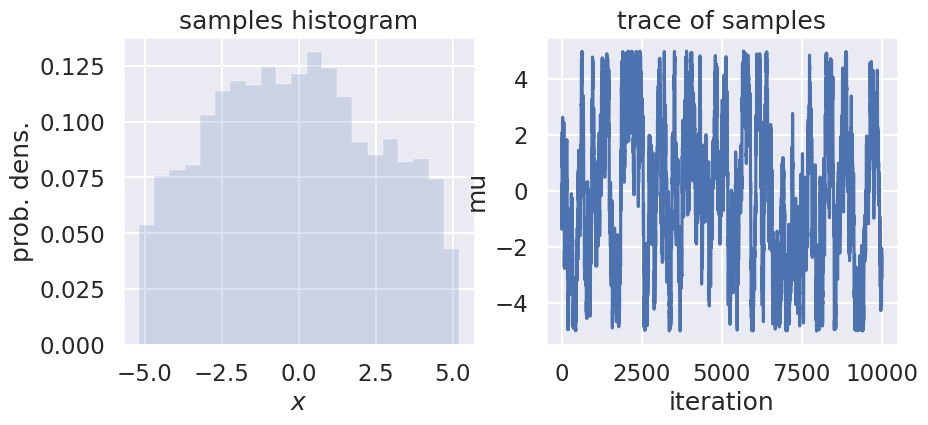 samples histogram
prob. dens.
0.125
0.100
0.075
0.050
0.025
0.000
−5.0 −2.5 0.0 2.5 5.0
x
trace of samples
mu
4
2
0
−2
−4
0 2500 5000 7500 10000
iteration